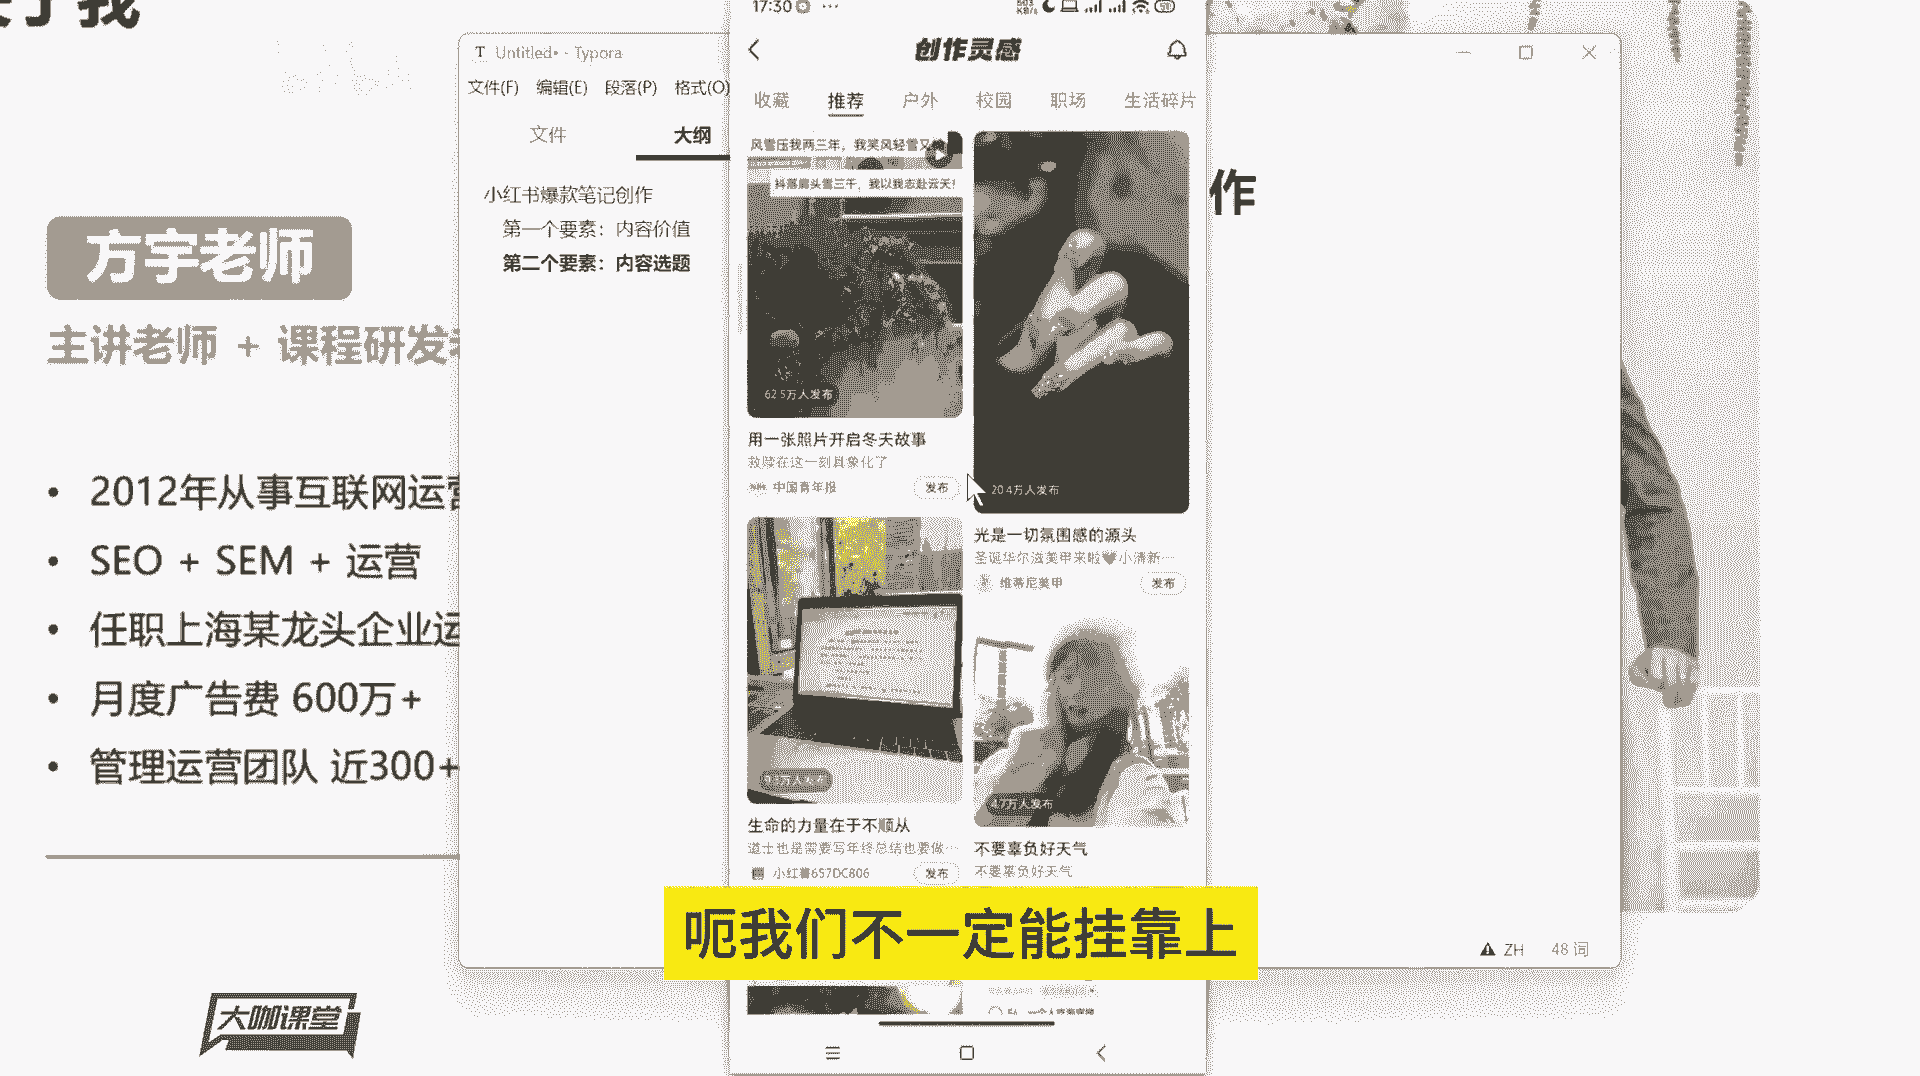 于我
方宇老师
主讲老师 + 课程研发
2012年从事互联网运营
SEO + SEM + 运营
任职上海某龙头企业运
月度广告费 600万+
管理运营团队 近300+
大咖课堂
Untitled• - Typora
文件(F) 编辑(E) 段落(P) 格式(O)
文件 大纲
小红书爆款笔记创作
第一个要素：内容价值
第二个要素：内容选题
作
17:30
创作灵感
收藏 推荐 户外 校园 职场 生活碎片
风雪压我两三年，我笑风轻雪又
抖落肩头雪三千，我以我志赴云天！
62.5万人发布
用一张照片开启冬天故事
救赎在这一刻具象化了
中国青年报 发布
20.4万人发布
光是一切氛围感的源头
圣诞华尔滋美甲来啦🖤小清新…
维蒂尼美甲 发布
生命的力量在于不顺从
道士也是需要写年终总结也要做…
小红薯657DC806 发布
4.7万人发布
不要辜负好天气
不要辜负好天气
呃我们不一定能挂靠上
ZH 48 词